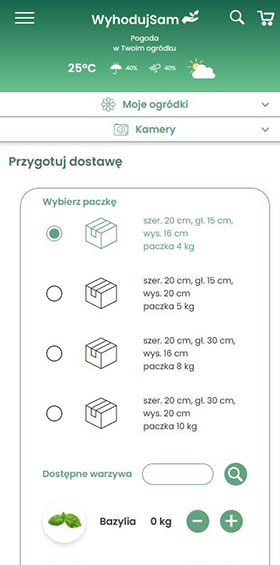 WyhodujSam
Pogoda
w Twoim ogródku
25°C 40% 40%
Moje ogródki
Kamery
Przygotuj dostawę
Wybierz paczkę
szer. 20 cm, gł. 15 cm,
wys. 16 cm
paczka 4 kg
szer. 20 cm, gł. 15 cm,
wys. 20 cm
paczka 5 kg
szer. 20 cm, gł. 30 cm,
wys. 16 cm
paczka 8 kg
szer. 20 cm, gł. 30 cm,
wys. 20 cm
paczka 10 kg
Dostępne warzywa
Bazylia 0 kg